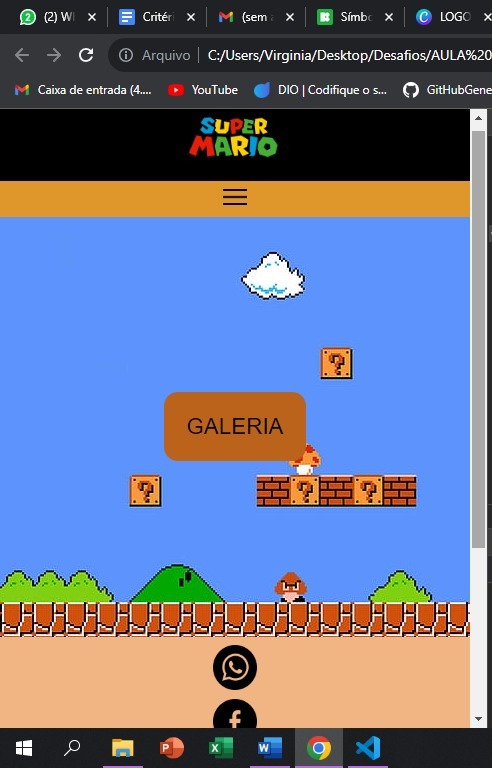 (2) W
Critéri
(sem a
Símbo
LOGO
Arquivo
C:/Users/Virginia/Desktop/Desafios/AULA%20
Caixa de entrada (4....
YouTube
DIO | Codifique o s...
GitHubGene
SUPER
MARIO
?
GALERIA
? ? ?